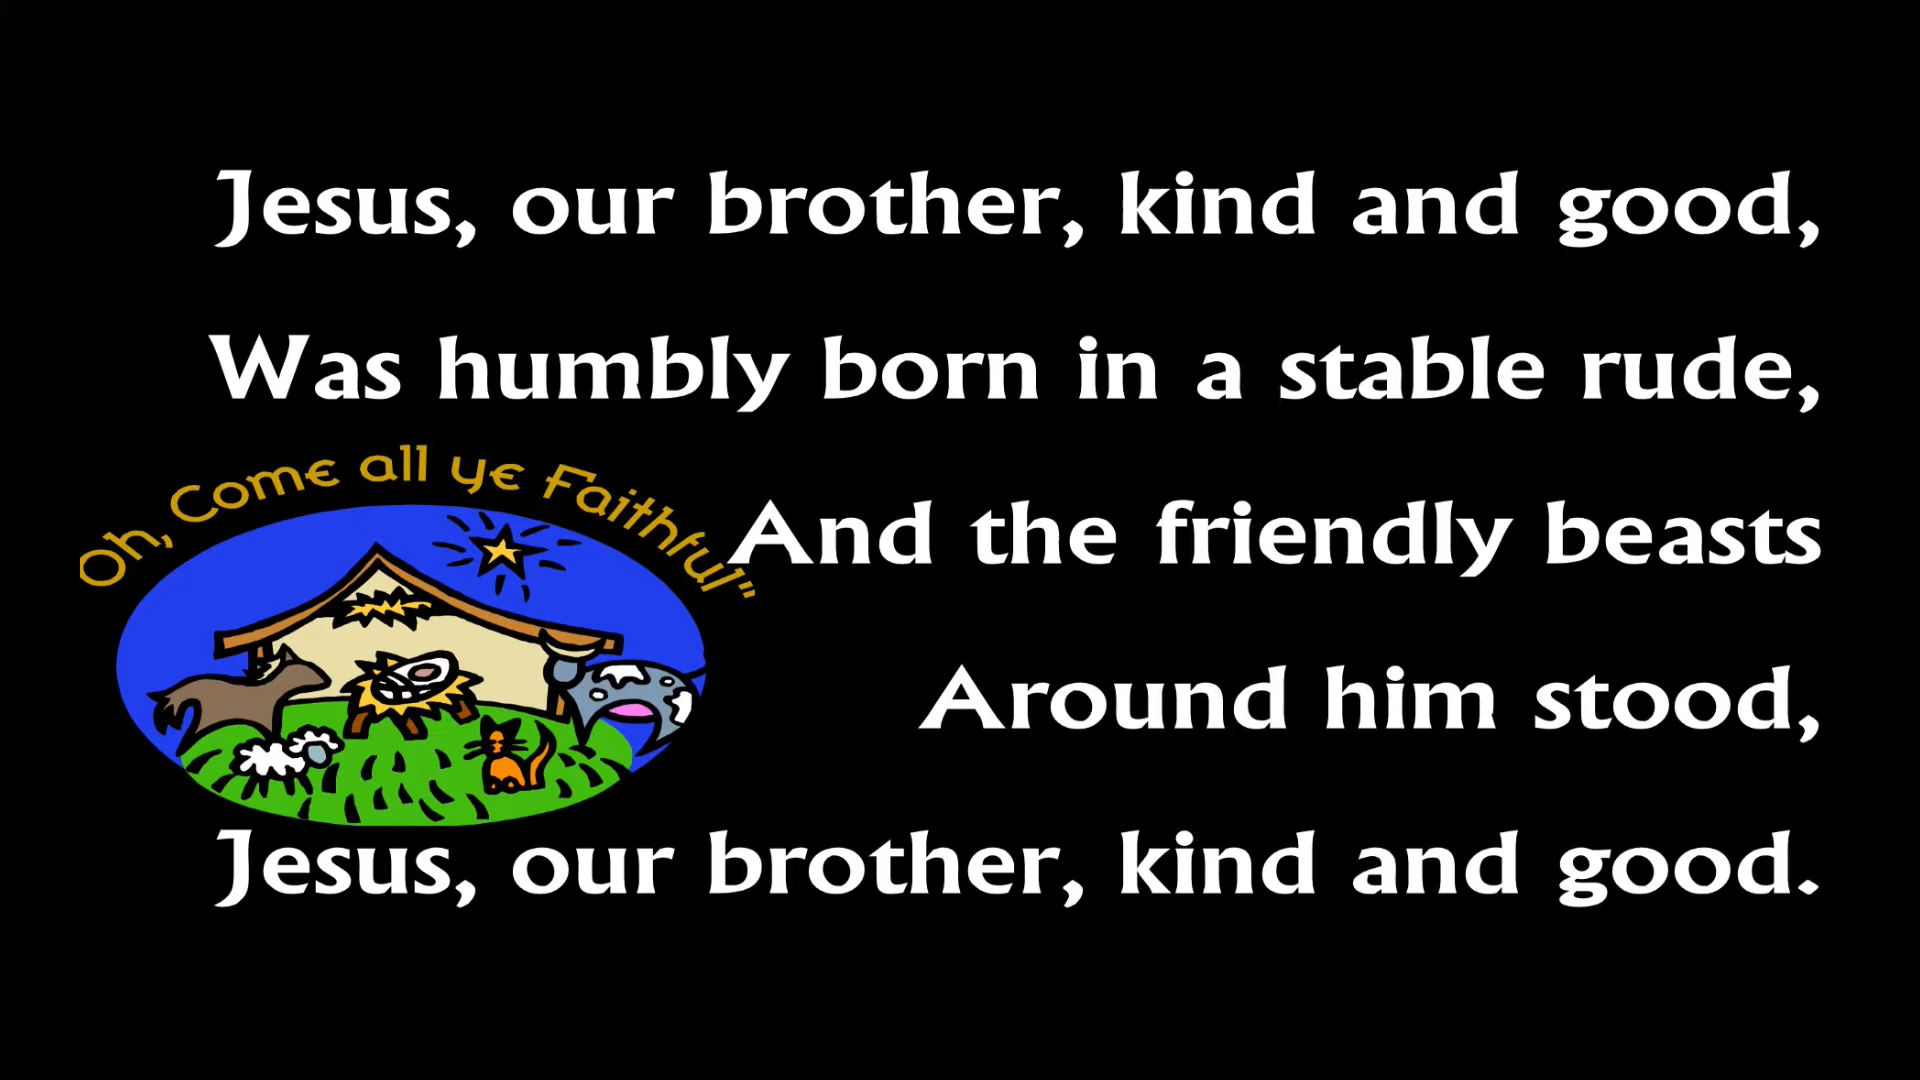 Jesus, our brother, kind and good,
Was humbly born in a stable rude,
Oh, Come all ye Faithful"
And the friendly beasts
Around him stood,
Jesus, our brother, kind and good.